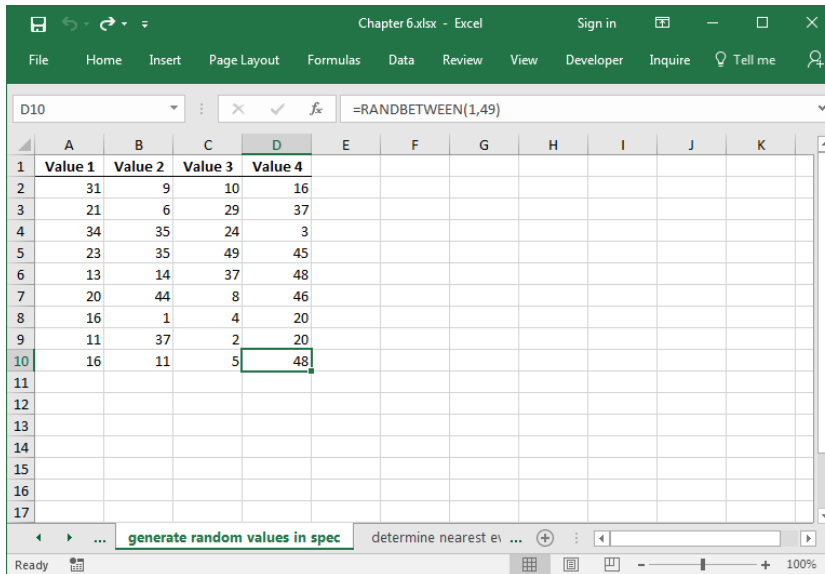 Chapter 6.xlsx - Excel Sign in
File Home Insert Page Layout Formulas Data Review View Developer Inquire Tell me
D10 fx =RANDBETWEEN(1,49)
A B C D E F G H I J K
1 Value 1 Value 2 Value 3 Value 4
2 31 9 10 16
3 21 6 29 37
4 34 35 24 3
5 23 35 49 45
6 13 14 37 48
7 20 44 8 46
8 16 1 4 20
9 11 37 2 20
10 16 11 5 48
11
12
13
14
15
16
17
... generate random values in spec determine nearest ev ...
Ready 100%